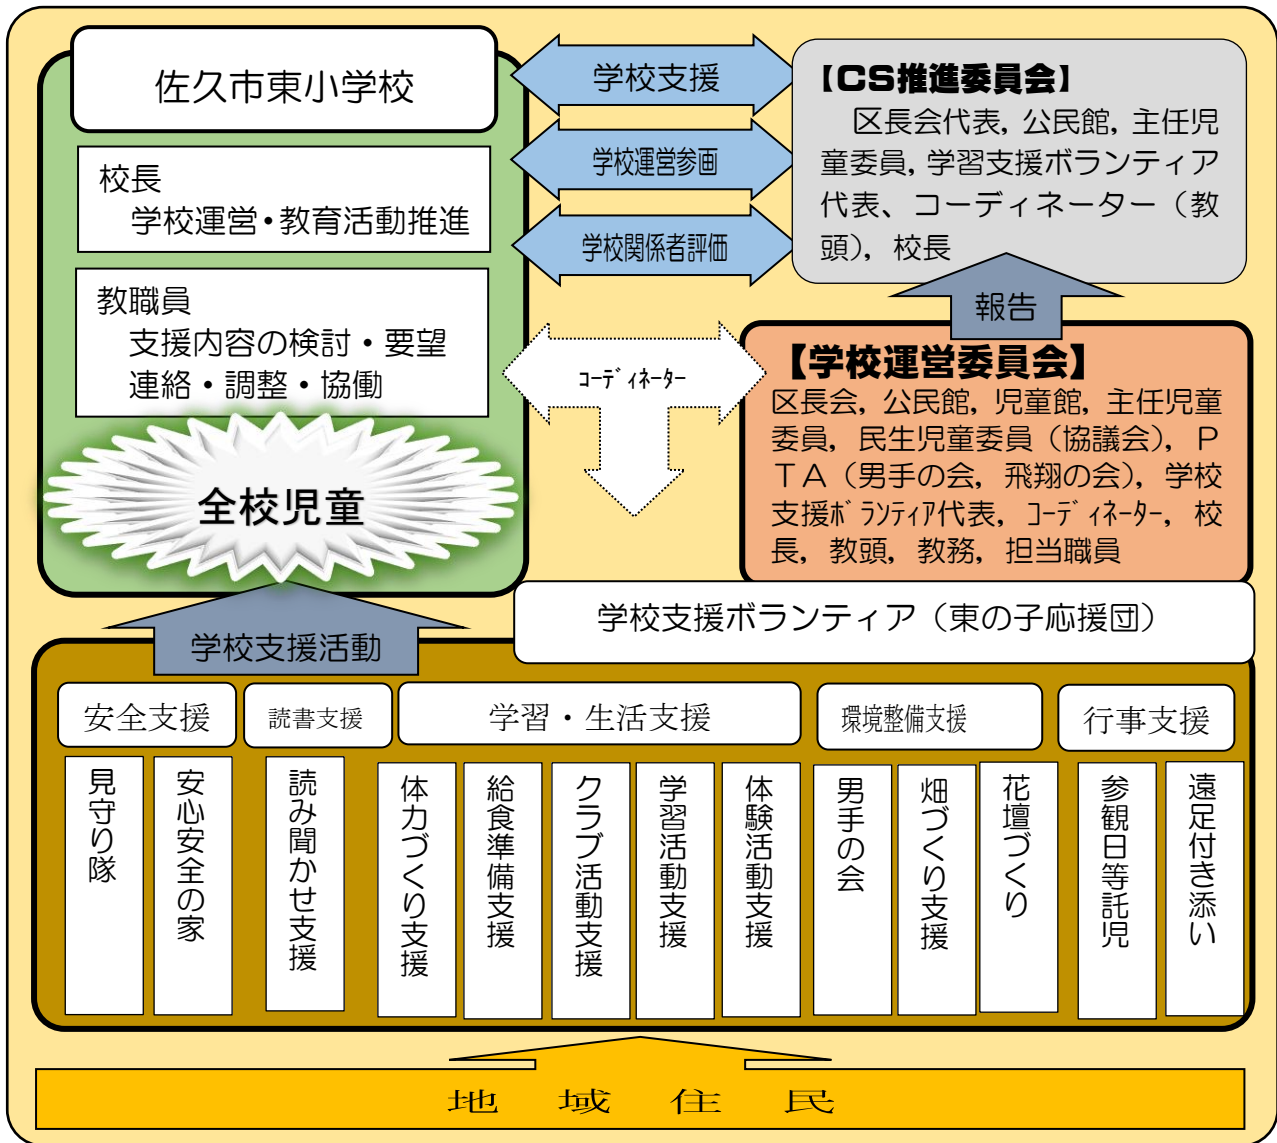 佐久市東小学校
校長
学校運営・教育活動推進
教職員
支援内容の検討・要望
連絡・調整・協働
全校児童
学校支援
学校運営参画
学校関係者評価
コーディネーター
【CS推進委員会】
区長会代表，公民館，主任児
童委員，学習支援ボランティア
代表、コーディネーター（教
頭），校長
報告
【学校運営委員会】
区長会，公民館，児童館，主任児童
委員，民生児童委員（協議会），Ｐ
ＴＡ（男手の会，飛翔の会），学校
支援ﾎﾞﾗﾝﾃｨｱ代表，ｺｰﾃﾞｨﾈｰﾀｰ，校
長，教頭，教務，担当職員
学校支援ボランティア（東の子応援団）
学校支援活動
安全支援
見守り隊
安心安全の家
読書支援
読み聞かせ支援
学習・生活支援
体力づくり支援
給食準備支援
クラブ活動支援
学習活動支援
体験活動支援
環境整備支援
男手の会
畑づくり支援
花壇づくり
行事支援
参観日等託児
遠足付き添い
地域住民